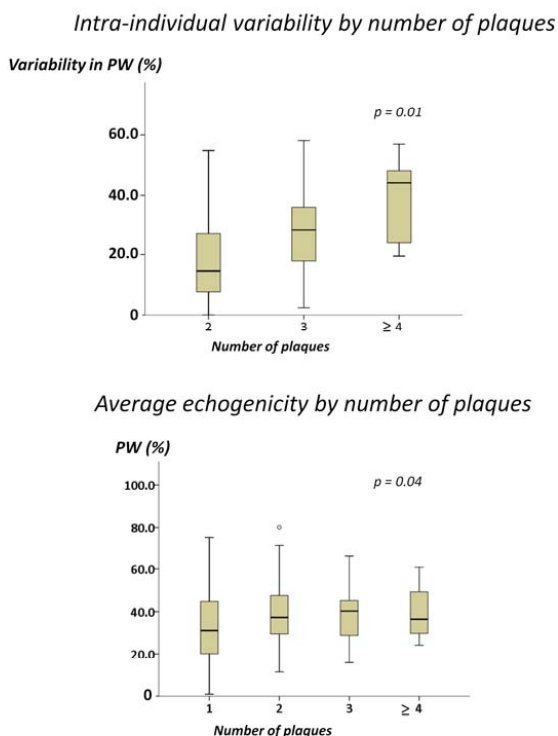 Intra-individual variability by number of plaques
Variability in PW (%)
p = 0.01
60.0
40.0
20.0
0
2 3 ≥ 4
Number of plaques
Average echogenicity by number of plaques
PW (%)
p = 0.04
100.0
80.0
60.0
40.0
20.0
0
1 2 3 ≥ 4
Number of plaques